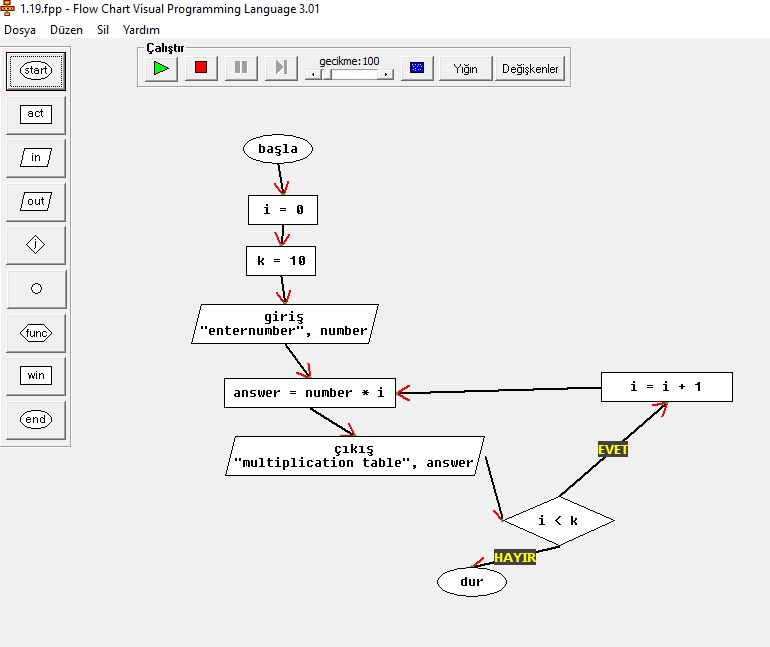 1.19.fpp - Flow Chart Visual Programming Language 3.01
Dosya Düzen Sil Yardım
Çalıştır
gecikme:100
Yığın
Değişkenler
start
act
in
out
j
func
win
end
başla
i = 0
k = 10
giriş
"enternumber", number
answer = number * i
i = i + 1
çıkış
"multiplication table", answer
EVET
i < k
HAYIR
dur